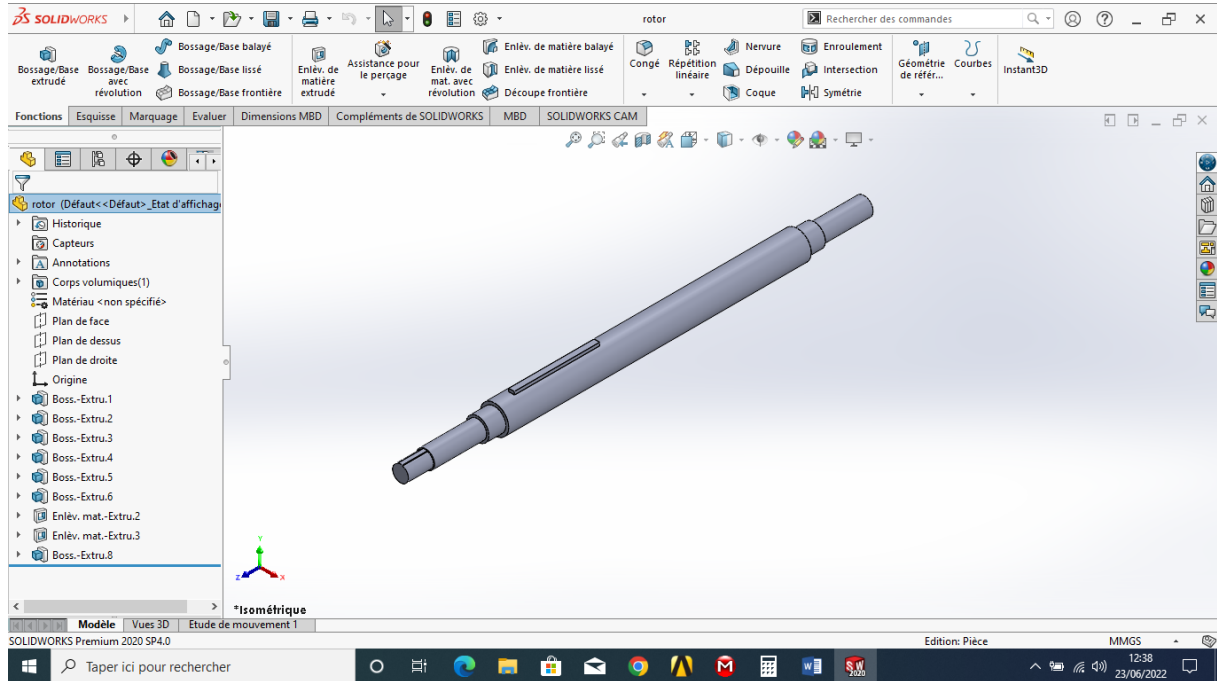 SOLIDWORKS
rotor
Rechercher des commandes
Bossage/Base extrudé
Bossage/Base avec révolution
Bossage/Base balayé
Bossage/Base lissé
Bossage/Base frontière
Enlèv. de matière extrudé
Assistance pour le perçage
Enlèv. de mat. avec révolution
Enlèv. de matière balayé
Enlèv. de matière lissé
Découpe frontière
Congé
Répétition linéaire
Nervure
Dépouille
Coque
Enroulement
Intersection
Symétrie
Géométrie de référ...
Courbes
Instant3D
Fonctions Esquisse Marquage Evaluer Dimensions MBD Compléments de SOLIDWORKS MBD SOLIDWORKS CAM
rotor (Défaut<<Défaut>_Etat d'affichag
Historique
Capteurs
Annotations
Corps volumiques(1)
Matériau <non spécifié>
Plan de face
Plan de dessus
Plan de droite
Origine
Boss.-Extru.1
Boss.-Extru.2
Boss.-Extru.3
Boss.-Extru.4
Boss.-Extru.5
Boss.-Extru.6
Enlèv. mat.-Extru.2
Enlèv. mat.-Extru.3
Boss.-Extru.8
Y
Z X
*Isométrique
Modèle Vues 3D Etude de mouvement 1
SOLIDWORKS Premium 2020 SP4.0
Edition: Pièce
MMGS
Taper ici pour rechercher
12:38
23/06/2022